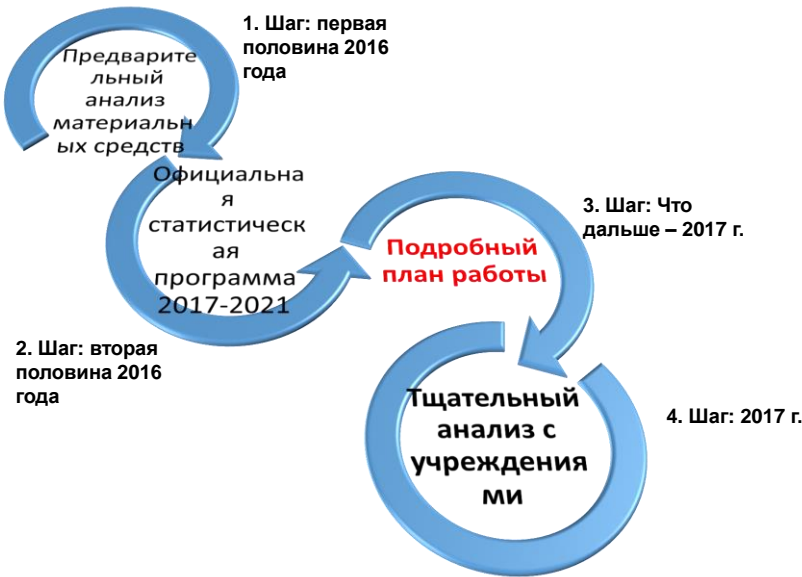 1. Шаг: первая
половина 2016
года
Предварите
льный
анализ
материальн
ых средств
Официальна
я
статистическ
ая
программа
2017-2021
2. Шаг: вторая
половина 2016
года
3. Шаг: Что
дальше – 2017 г.
Подробный
план работы
4. Шаг: 2017 г.
Тщательный
анализ с
учреждения
ми